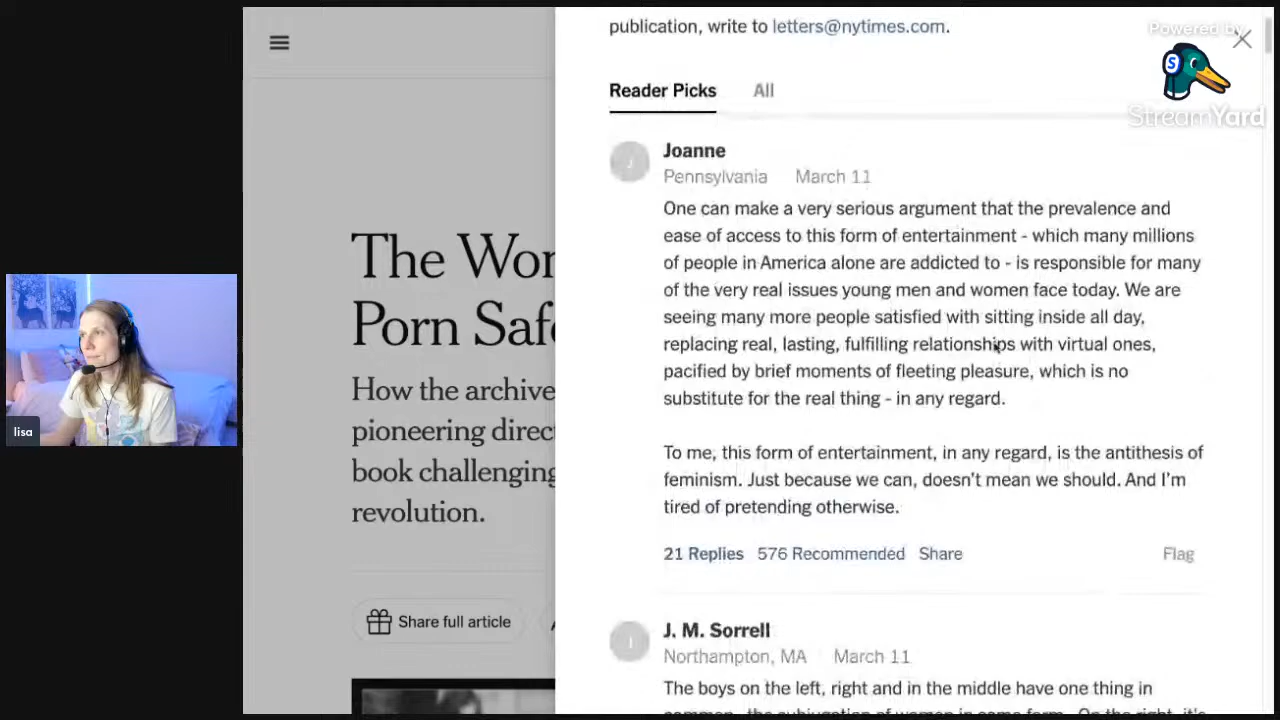 publication, write to letters@nytimes.com.
Powered by
StreamYard
Reader Picks All
Joanne
Pennsylvania March 11
One can make a very serious argument that the prevalence and
ease of access to this form of entertainment - which many millions
of people in America alone are addicted to - is responsible for many
of the very real issues young men and women face today. We are
seeing many more people satisfied with sitting inside all day,
replacing real, lasting, fulfilling relationships with virtual ones,
pacified by brief moments of fleeting pleasure, which is no
substitute for the real thing - in any regard.
To me, this form of entertainment, in any regard, is the antithesis of
feminism. Just because we can, doesn't mean we should. And I'm
tired of pretending otherwise.
21 Replies 576 Recommended Share Flag
J. M. Sorrell
Northampton, MA March 11
The boys on the left, right and in the middle have one thing in
The Wo
Porn Saf
How the archive
pioneering direc
book challenging
revolution.
Share full article
lisa